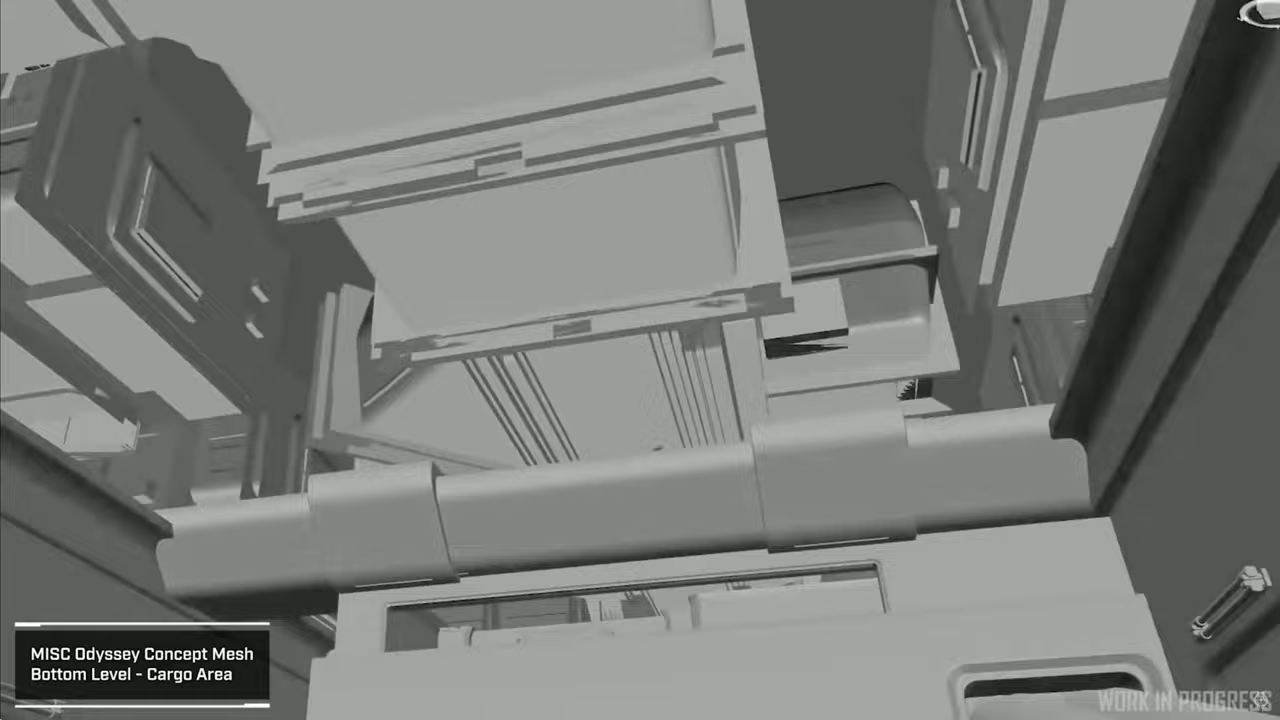 MISC Odyssey Concept Mesh
Bottom Level - Cargo Area
WORK IN PROGRESS